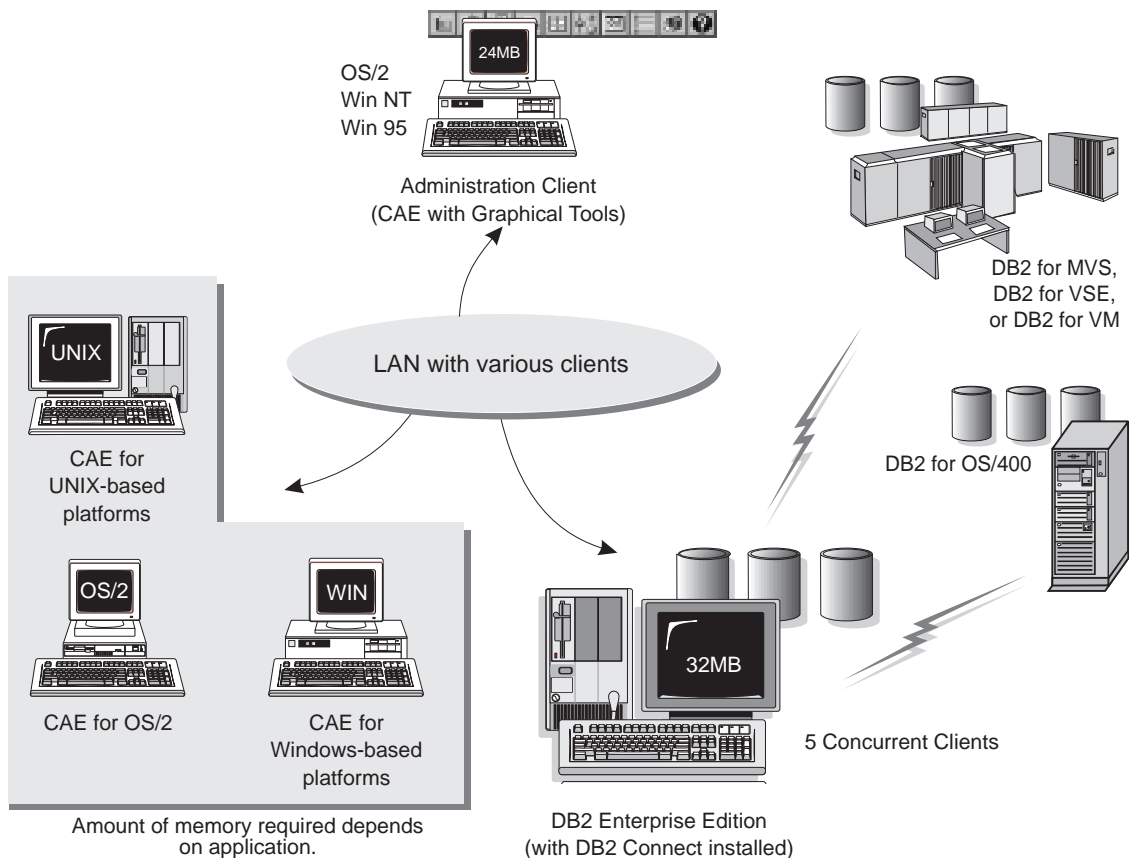 24MB
OS/2
Win NT
Win 95
Administration Client
(CAE with Graphical Tools)
DB2 for MVS,
DB2 for VSE,
or DB2 for VM
UNIX
LAN with various clients
CAE for
UNIX-based
platforms
DB2 for OS/400
OS/2
WIN
32MB
CAE for OS/2
CAE for
Windows-based
platforms
5 Concurrent Clients
Amount of memory required depends
on application.
DB2 Enterprise Edition
(with DB2 Connect installed)